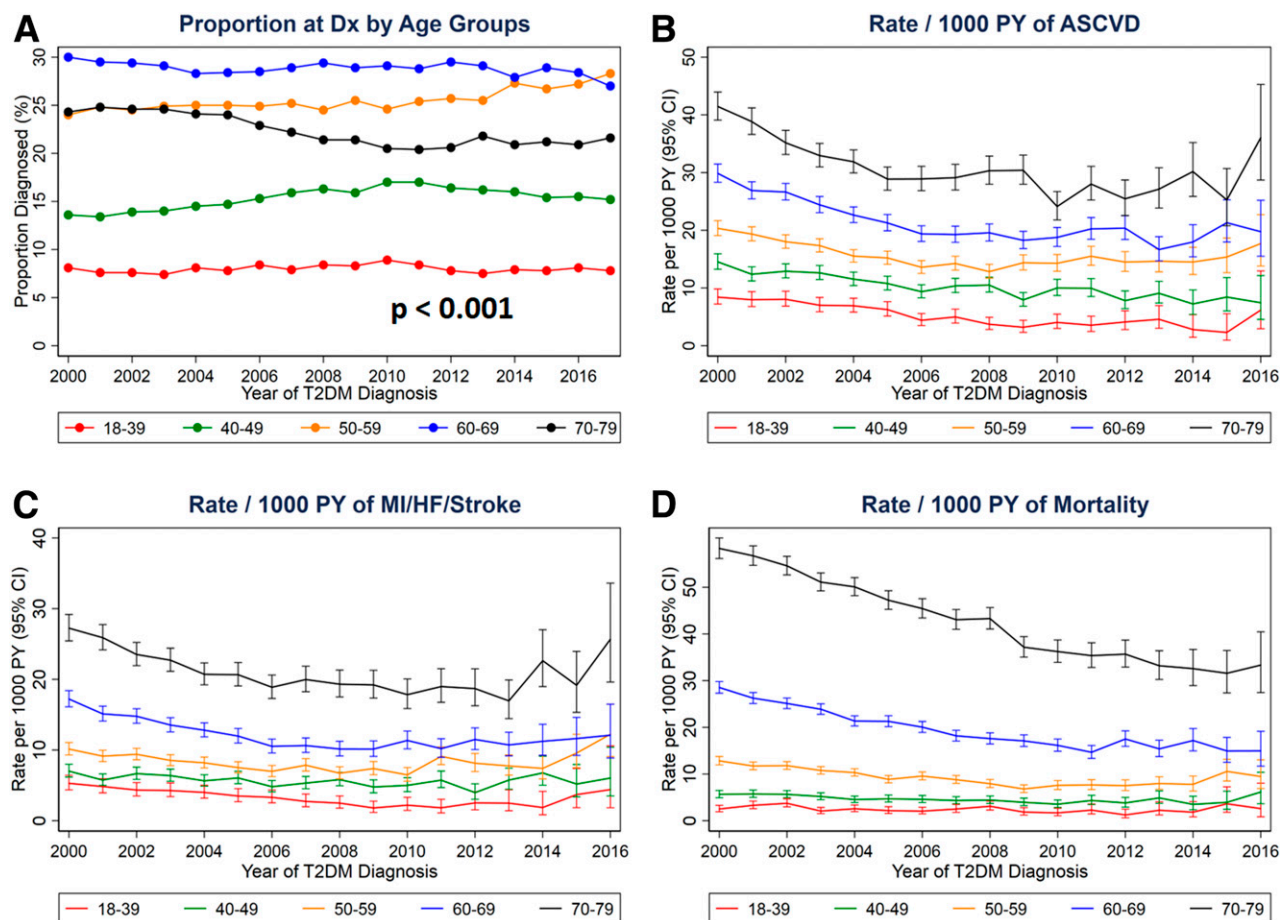 A
Proportion at Dx by Age Groups
Proportion Diagnosed (%)
30
25
20
15
10
5
0
p < 0.001
2000 2002 2004 2006 2008 2010 2012 2014 2016
Year of T2DM Diagnosis
18-39 40-49 50-59 60-69 70-79
B
Rate / 1000 PY of ASCVD
Rate per 1000 PY (95% CI)
50
40
30
20
10
0
2000 2002 2004 2006 2008 2010 2012 2014 2016
Year of T2DM Diagnosis
18-39 40-49 50-59 60-69 70-79
C
Rate / 1000 PY of MI/HF/Stroke
Rate per 1000 PY (95% CI)
40
30
20
10
0
2000 2002 2004 2006 2008 2010 2012 2014 2016
Year of T2DM Diagnosis
18-39 40-49 50-59 60-69 70-79
D
Rate / 1000 PY of Mortality
Rate per 1000 PY (95% CI)
50
40
30
20
10
0
2000 2002 2004 2006 2008 2010 2012 2014 2016
Year of T2DM Diagnosis
18-39 40-49 50-59 60-69 70-79